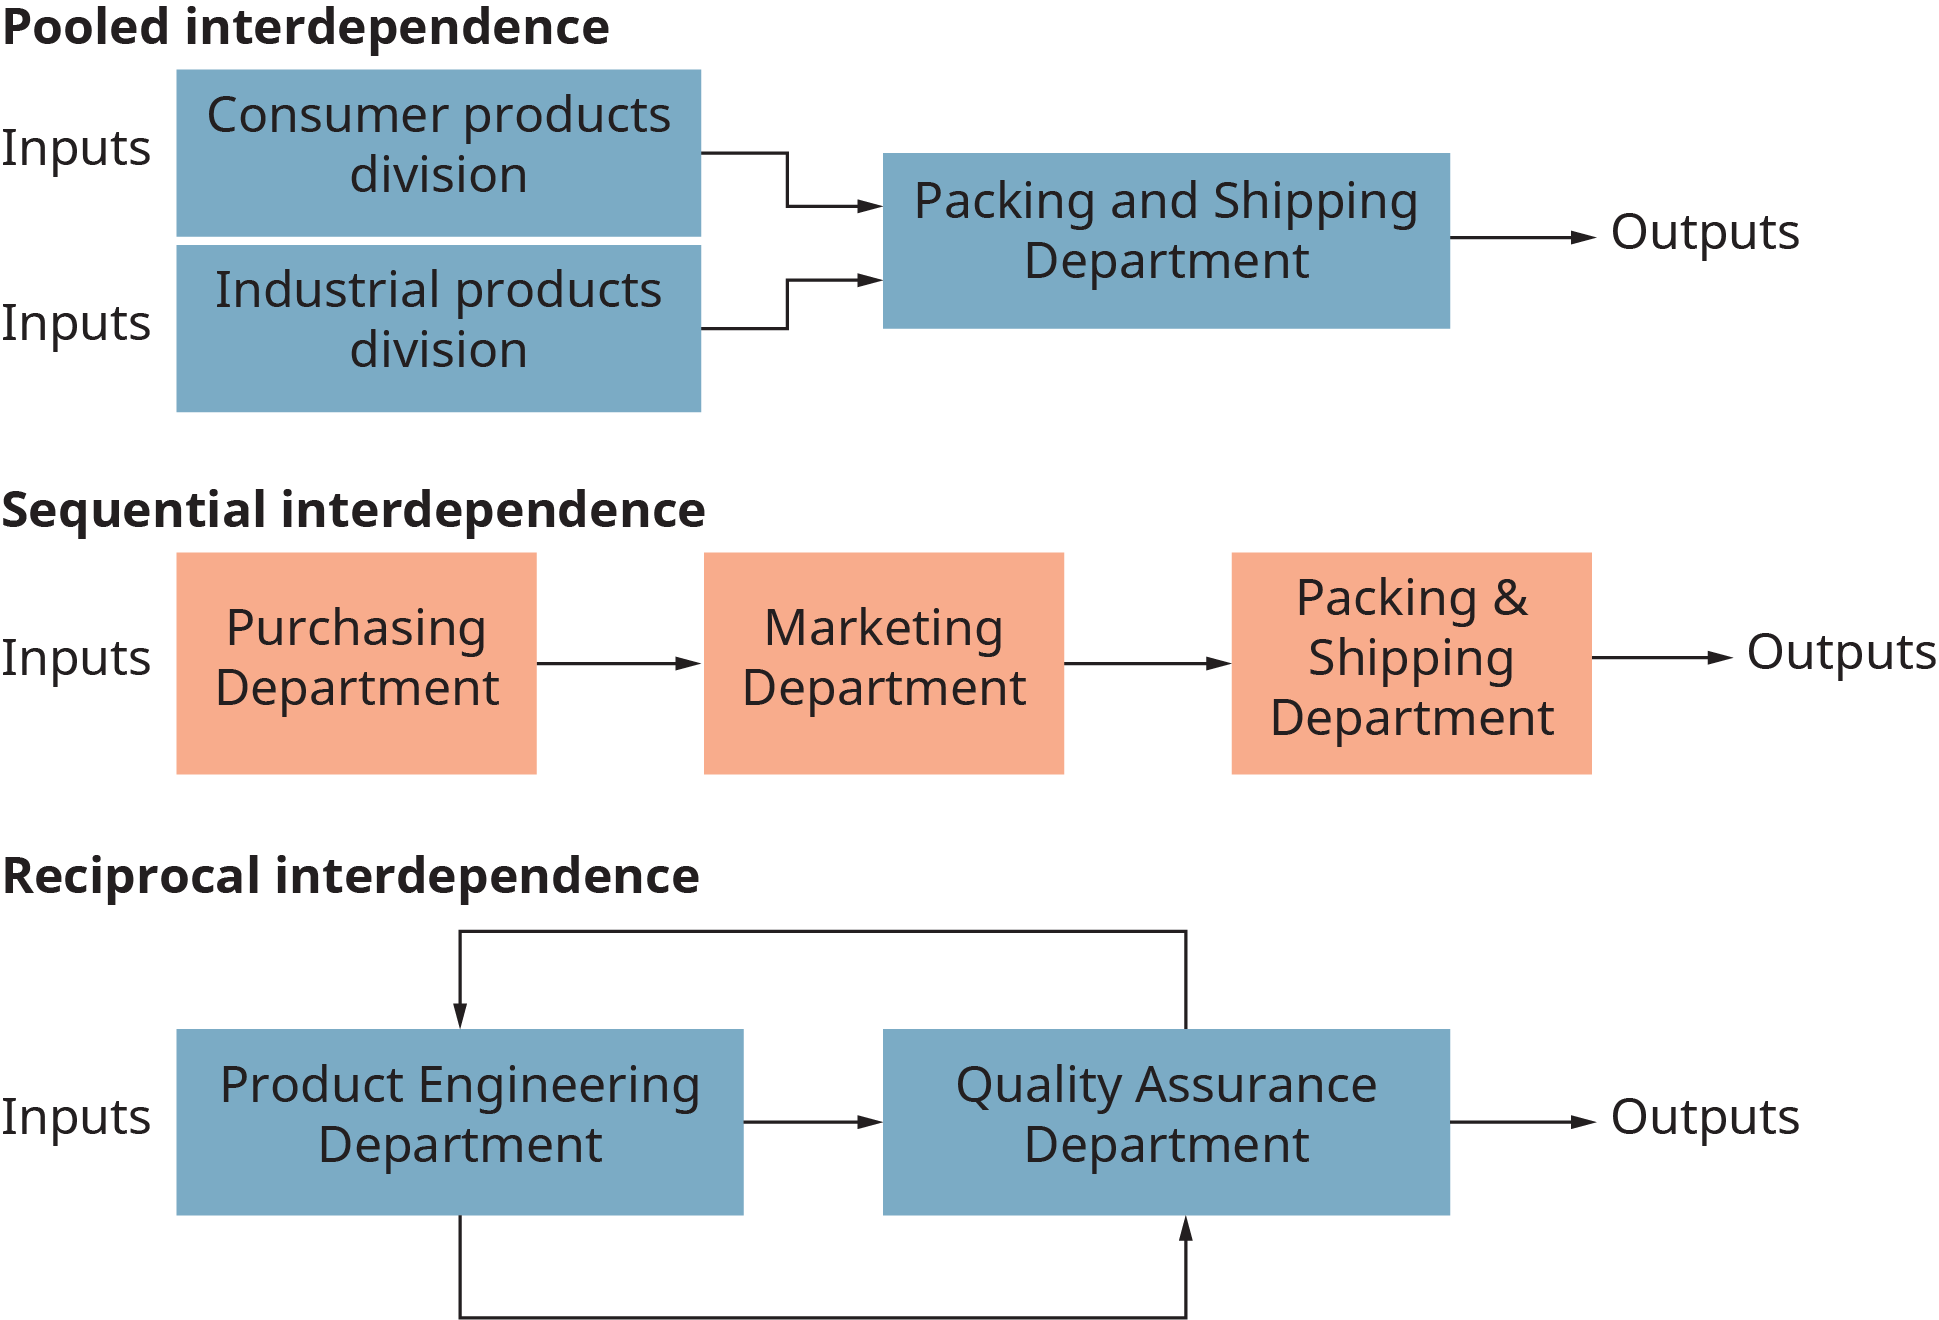 Pooled interdependence
Inputs
Consumer products
division
Inputs
Industrial products
division
Packing and Shipping
Department
Outputs
Sequential interdependence
Inputs
Purchasing
Department
Marketing
Department
Packing &
Shipping
Department
Outputs
Reciprocal interdependence
Inputs
Product Engineering
Department
Quality Assurance
Department
Outputs